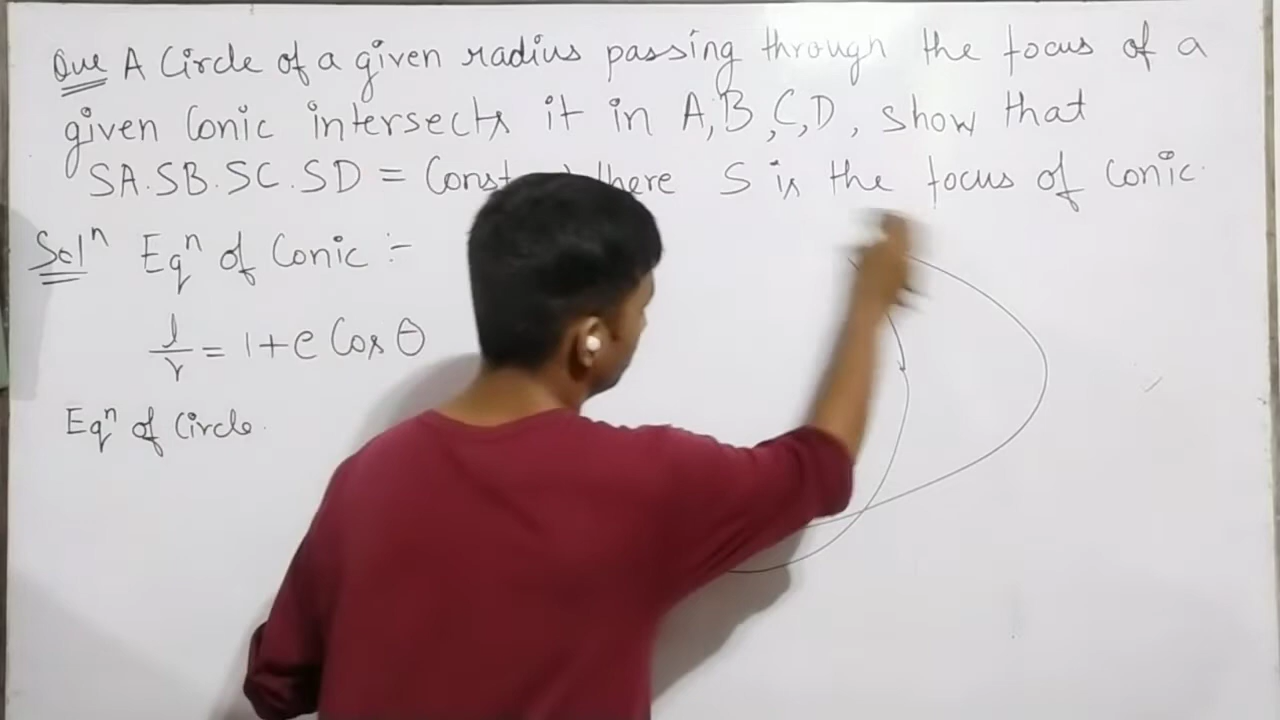 Que A Circle of a given radius passing through the focus of a
given Conic intersects it in A,B,C,D, show that
SA.SB.SC.SD = Const there S is the focus of Conic.
Solⁿ Eqⁿ of Conic :-
l/r = 1+e Cos θ
Eqⁿ of Circle.